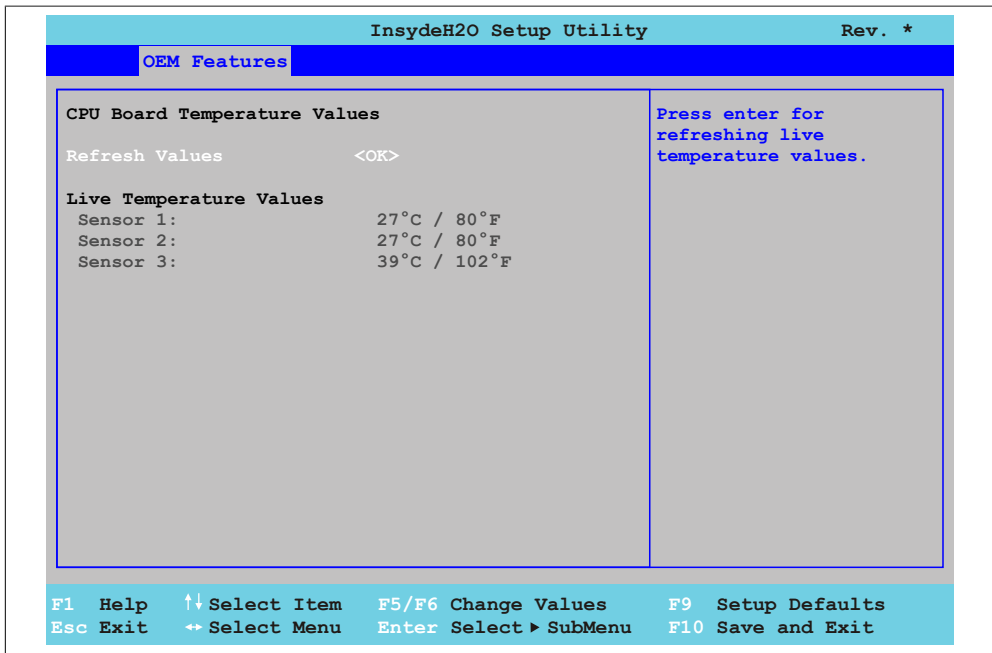 InsydeH2O Setup Utility Rev. *
OEM Features
CPU Board Temperature Values
Refresh Values <OK>
Live Temperature Values
Sensor 1: 27°C / 80°F
Sensor 2: 27°C / 80°F
Sensor 3: 39°C / 102°F
Press enter for
refreshing live
temperature values.
F1 Help ↑↓ Select Item F5/F6 Change Values F9 Setup Defaults
Esc Exit ↔ Select Menu Enter Select ▶ SubMenu F10 Save and Exit